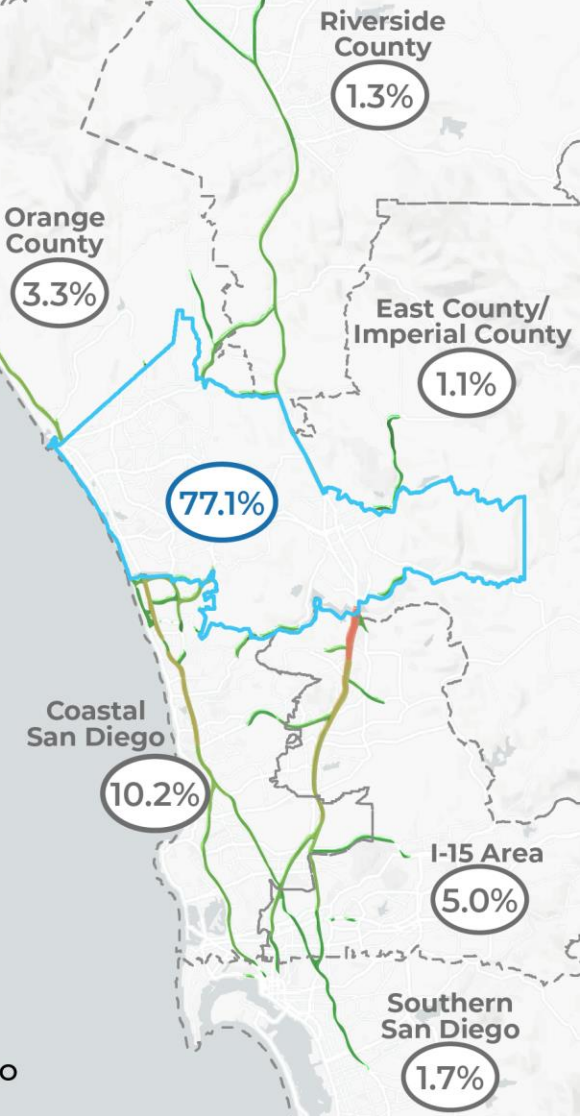 Riverside
County
1.3%
Orange
County
3.3%
East County/
Imperial County
1.1%
77.1%
Coastal
San Diego
10.2%
I-15 Area
5.0%
Southern
San Diego
1.7%
o